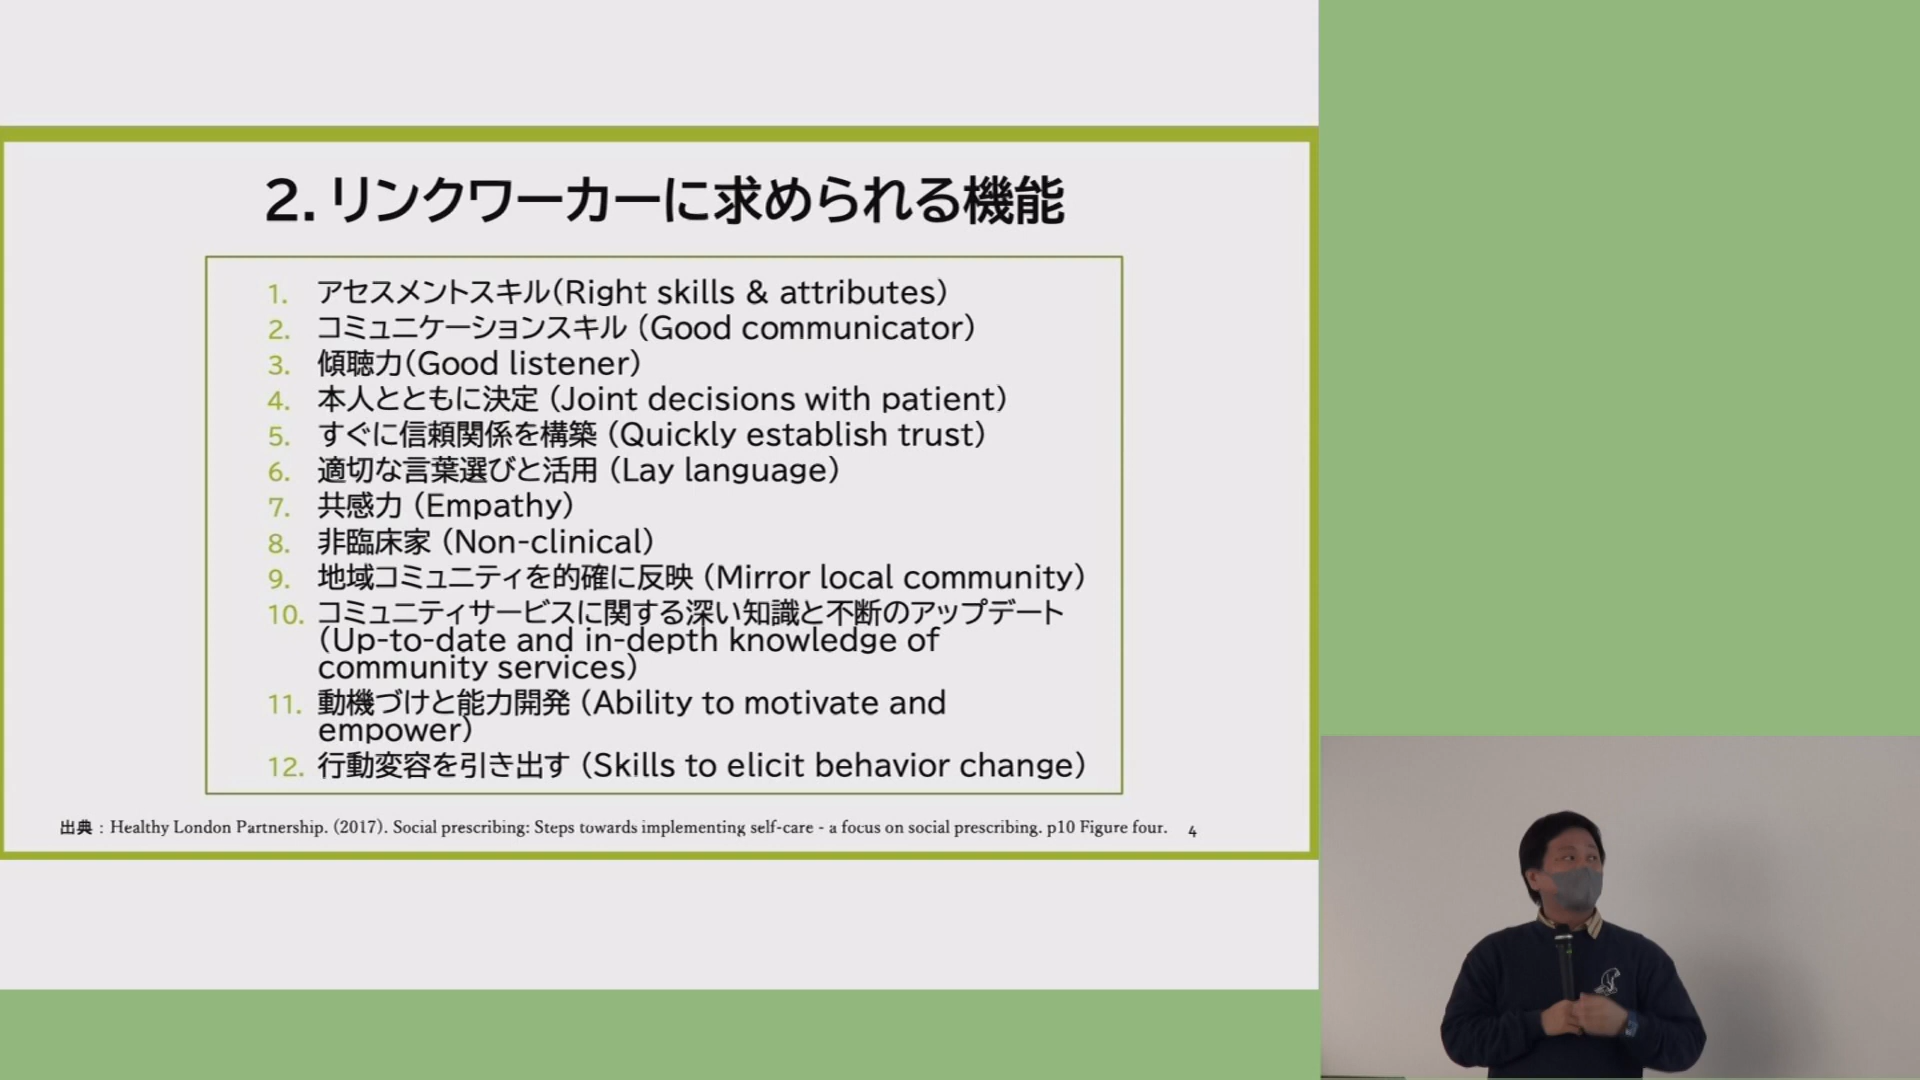 2. リンクワーカーに求められる機能
1. アセスメントスキル(Right skills & attributes)
2. コミュニケーションスキル (Good communicator)
3. 傾聴力(Good listener)
4. 本人とともに決定 (Joint decisions with patient)
5. すぐに信頼関係を構築 (Quickly establish trust)
6. 適切な言葉選びと活用 (Lay language)
7. 共感力 (Empathy)
8. 非臨床家 (Non-clinical)
9. 地域コミュニティを的確に反映 (Mirror local community)
10. コミュニティサービスに関する深い知識と不断のアップデート
(Up-to-date and in-depth knowledge of
community services)
11. 動機づけと能力開発 (Ability to motivate and
empower)
12. 行動変容を引き出す (Skills to elicit behavior change)
出典：Healthy London Partnership. (2017). Social prescribing: Steps towards implementing self-care - a focus on social prescribing. p10 Figure four.
4